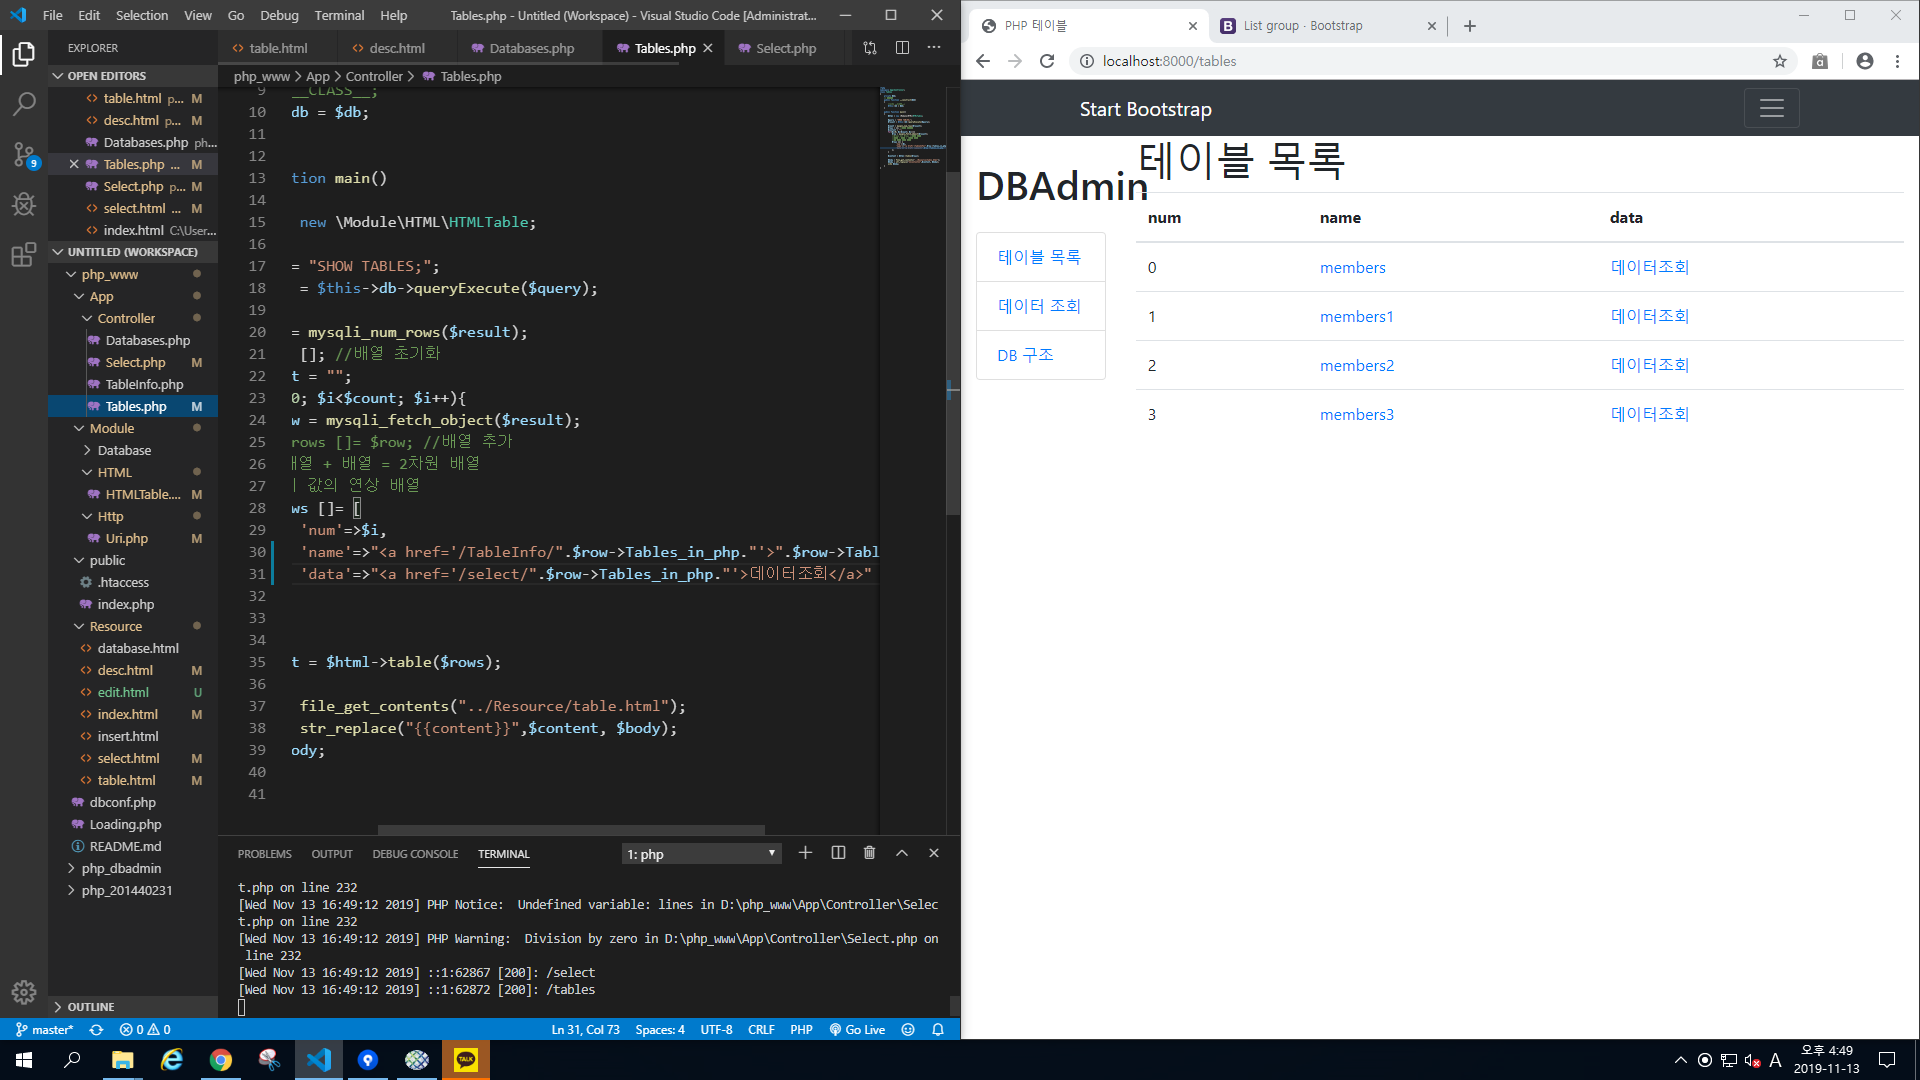 File Edit Selection View Go Debug Terminal Help Tables.php - Untitled (Workspace) - Visual Studio Code [Administrat...
EXPLORER
OPEN EDITORS
table.html p... M
desc.html p... M
Databases.php ph...
Tables.php ... M
Select.php p... M
select.html ... M
index.html C:\User...
UNTITLED (WORKSPACE)
php_www
App
Controller
Databases.php
Select.php M
TableInfo.php
Tables.php M
Module
Database
HTML
HTMLTable.... M
Http
Uri.php M
public
.htaccess
index.php
Resource
database.html
desc.html M
edit.html U
index.html M
insert.html
select.html M
table.html M
dbconf.php
Loading.php
README.md
php_dbadmin
php_201440231
OUTLINE
9
table.html desc.html Databases.php Tables.php Select.php
php_www > App > Controller > Tables.php
9 __CLASS__;
10 db = $db;
11
12
13 tion main()
14
15 new \Module\HTML\HTMLTable;
16
17 = "SHOW TABLES;";
18 = $this->db->queryExecute($query);
19
20 = mysqli_num_rows($result);
21 []; //배열 초기화
22 t = "";
23 0; $i<$count; $i++){
24 w = mysqli_fetch_object($result);
25 rows []= $row; //배열 추가
26 + 배열 = 2차원 배열
27 값의 연상 배열
28 ws []= [
29 'num'=>$i,
30 'name'=>"<a href='/TableInfo/".$row->Tables_in_php."'>".$row->Tabl
31 'data'=>"<a href='/select/".$row->Tables_in_php."'>데이터조회</a>"
32
33
34
35 t = $html->table($rows);
36
37 file_get_contents("../Resource/table.html");
38 str_replace("{{content}}",$content, $body);
39 ody;
40
41
PROBLEMS OUTPUT DEBUG CONSOLE TERMINAL 1: php
t.php on line 232
[Wed Nov 13 16:49:12 2019] PHP Notice:  Undefined variable: lines in D:\php_www\App\Controller\Selec
t.php on line 232
[Wed Nov 13 16:49:12 2019] PHP Warning:  Division by zero in D:\php_www\App\Controller\Select.php on
line 232
[Wed Nov 13 16:49:12 2019] ::1:62867 [200]: /select
[Wed Nov 13 16:49:12 2019] ::1:62872 [200]: /tables
master* 0 0 Ln 31, Col 73 Spaces: 4 UTF-8 CRLF PHP Go Live
PHP 테이블 List group · Bootstrap
localhost:8000/tables
Start Bootstrap
DBAdmin
테이블 목록
데이터 조회
DB 구조
테이블 목록
num name data
0 members 데이터조회
1 members1 데이터조회
2 members2 데이터조회
3 members3 데이터조회
TALK
A
오후 4:49
2019-11-13